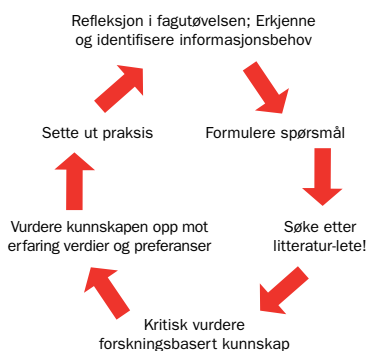 Refleksjon i fagutøvelsen; Erkjenne
og identifisere informasjonsbehov
Sette ut praksis
Formulere spørsmål
Vurdere kunnskapen opp mot
erfaring verdier og preferanser
Søke etter
litteratur-lete!
Kritisk vurdere
forskningsbasert kunnskap